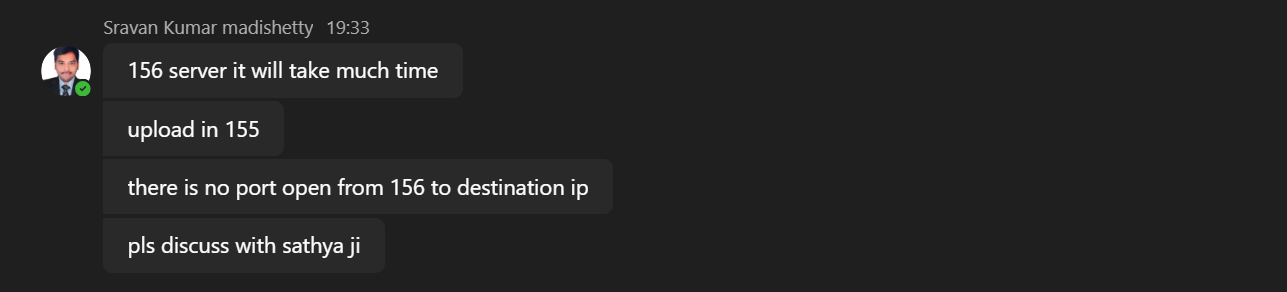 Sravan Kumar madishetty 19:33
156 server it will take much time
upload in 155
there is no port open from 156 to destination ip
pls discuss with sathya ji